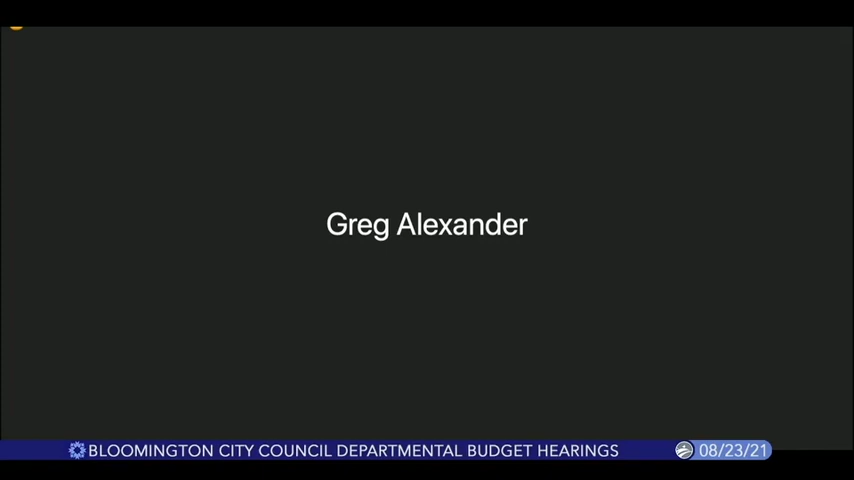 Greg Alexander
BLOOMINGTON CITY COUNCIL DEPARTMENTAL BUDGET HEARINGS
08/23/21